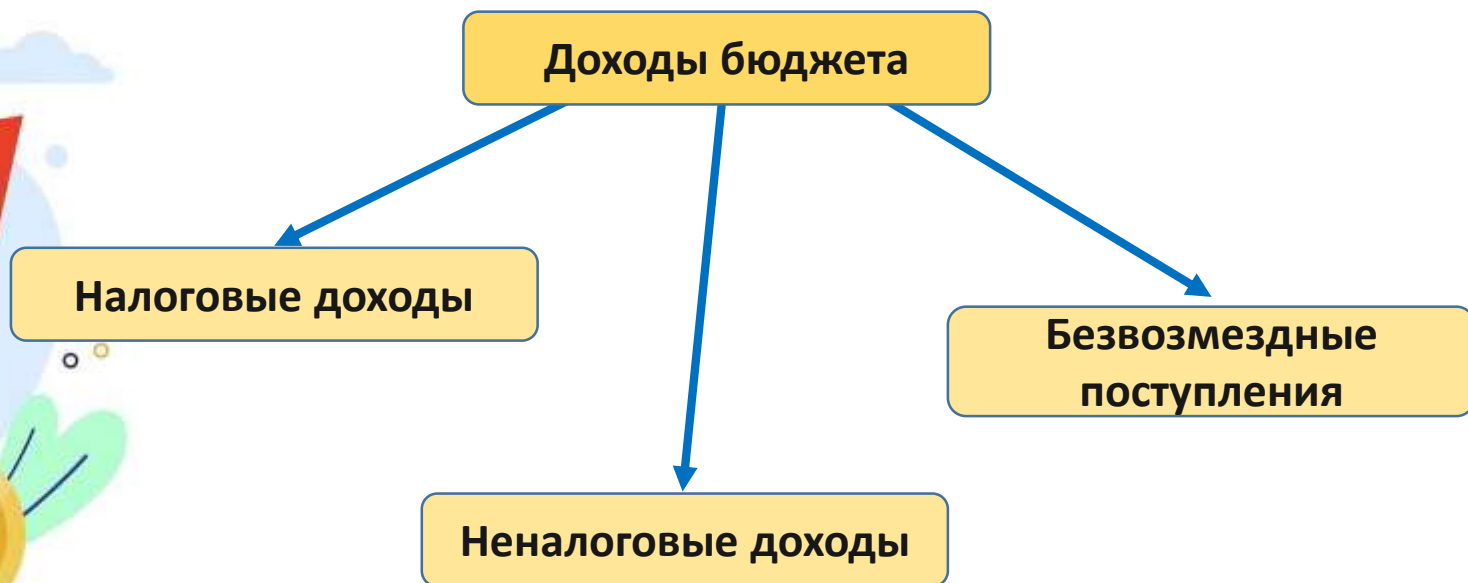 Доходы бюджета
Налоговые доходы
Безвозмездные
поступления
Неналоговые доходы